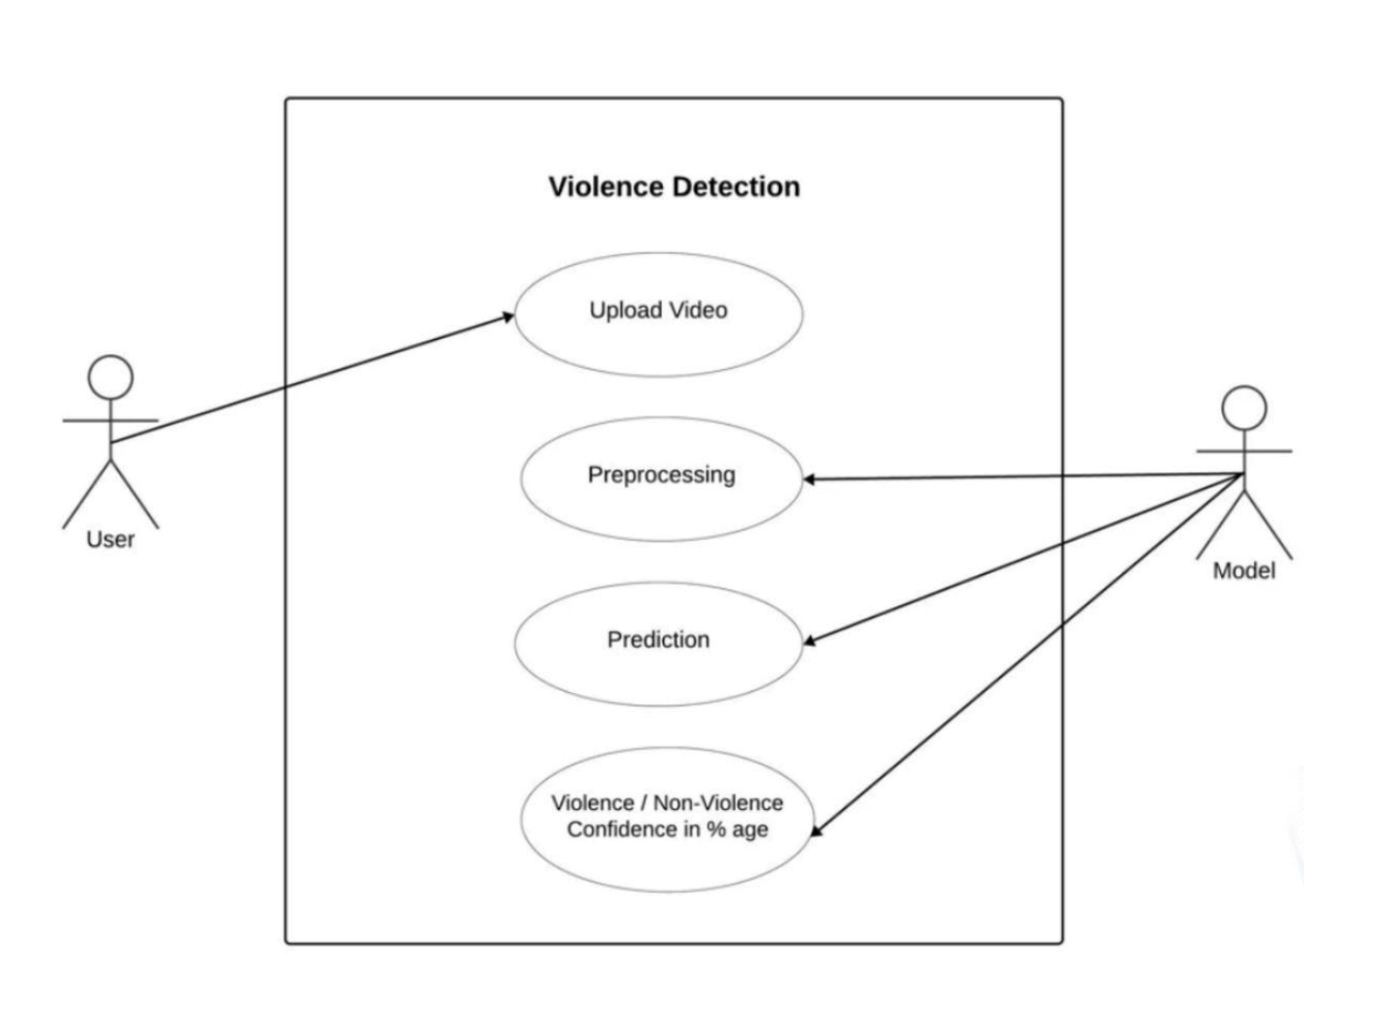 Violence Detection
Upload Video
Preprocessing
User
Model
Prediction
Violence / Non-Violence
Confidence in % age